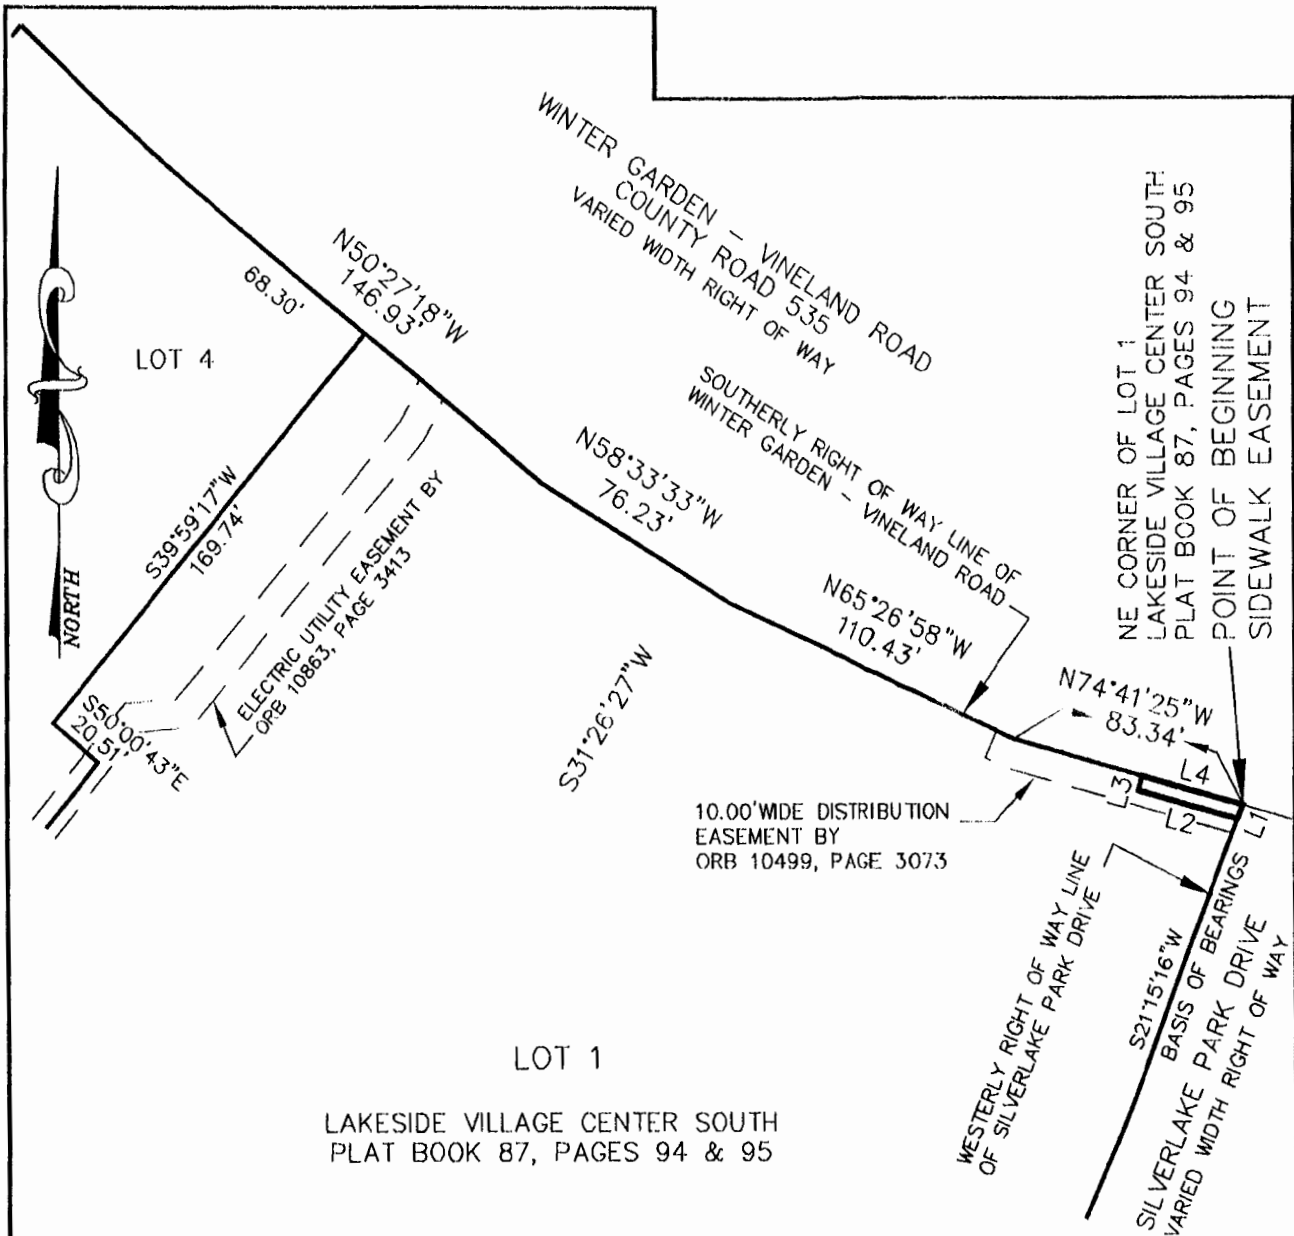 WINTER GARDEN – VINELAND ROAD
COUNTY ROAD 535
VARIED WIDTH RIGHT OF WAY
N50°27'18"W
146.93'
68.30'
LOT 4
S39°59'17"W
169.74'
NORTH
ELECTRIC UTILITY EASEMENT BY
ORB 10863, PAGE 3413
S50°00'43"E
20.51'
SOUTHERLY RIGHT OF WAY LINE OF
WINTER GARDEN – VINELAND ROAD
N58°33'33"W
76.23'
N65°26'58"W
110.43'
S31°26'27"W
NE CORNER OF LOT 1
LAKESIDE VILLAGE CENTER SOUTH
PLAT BOOK 87, PAGES 94 & 95
POINT OF BEGINNING
SIDEWALK EASEMENT
N74°41'25"W
83.34'
L4
L3
L2
L1
10.00'WIDE DISTRIBUTION
EASEMENT BY
ORB 10499, PAGE 3073
WESTERLY RIGHT OF WAY LINE
OF SILVERLAKE PARK DRIVE
S21°15'16"W
BASIS OF BEARINGS
SILVERLAKE PARK DRIVE
VARIED WIDTH RIGHT OF WAY
LOT 1
LAKESIDE VILLAGE CENTER SOUTH
PLAT BOOK 87, PAGES 94 & 95